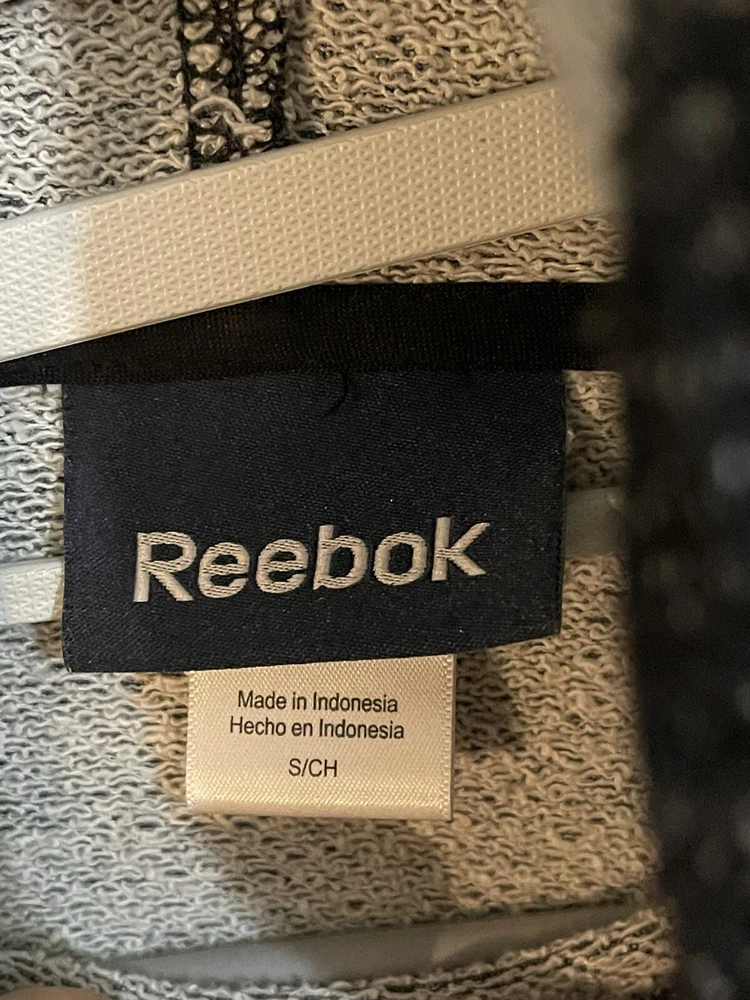 Reebok
Made in Indonesia
Hecho en Indonesia
S/CH